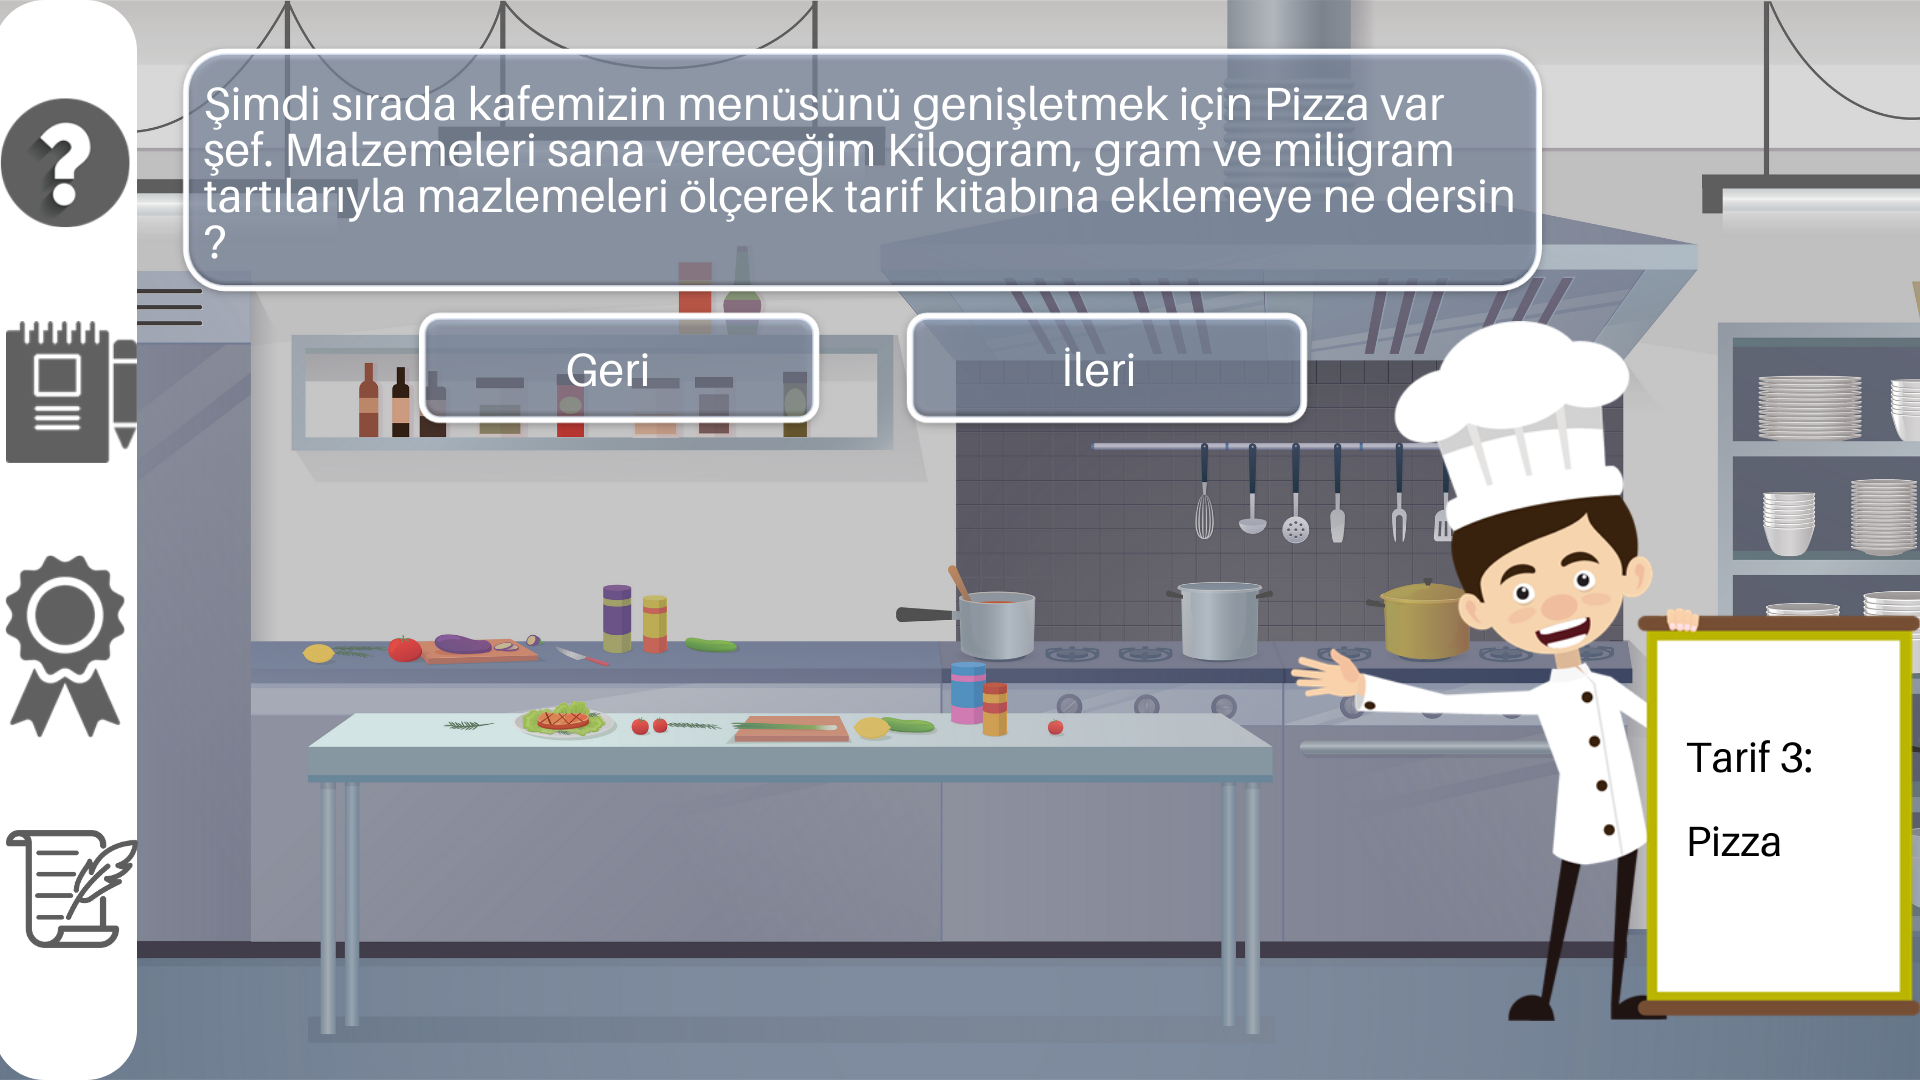 Şimdi sırada kafemizin menüsünü genişletmek için Pizza var
şef. Malzemeleri sana vereceğim Kilogram, gram ve miligram
tartılarıyla mazlemeleri ölçerek tarif kitabına eklemeye ne dersin
?
Geri
İleri
Tarif 3:
Pizza